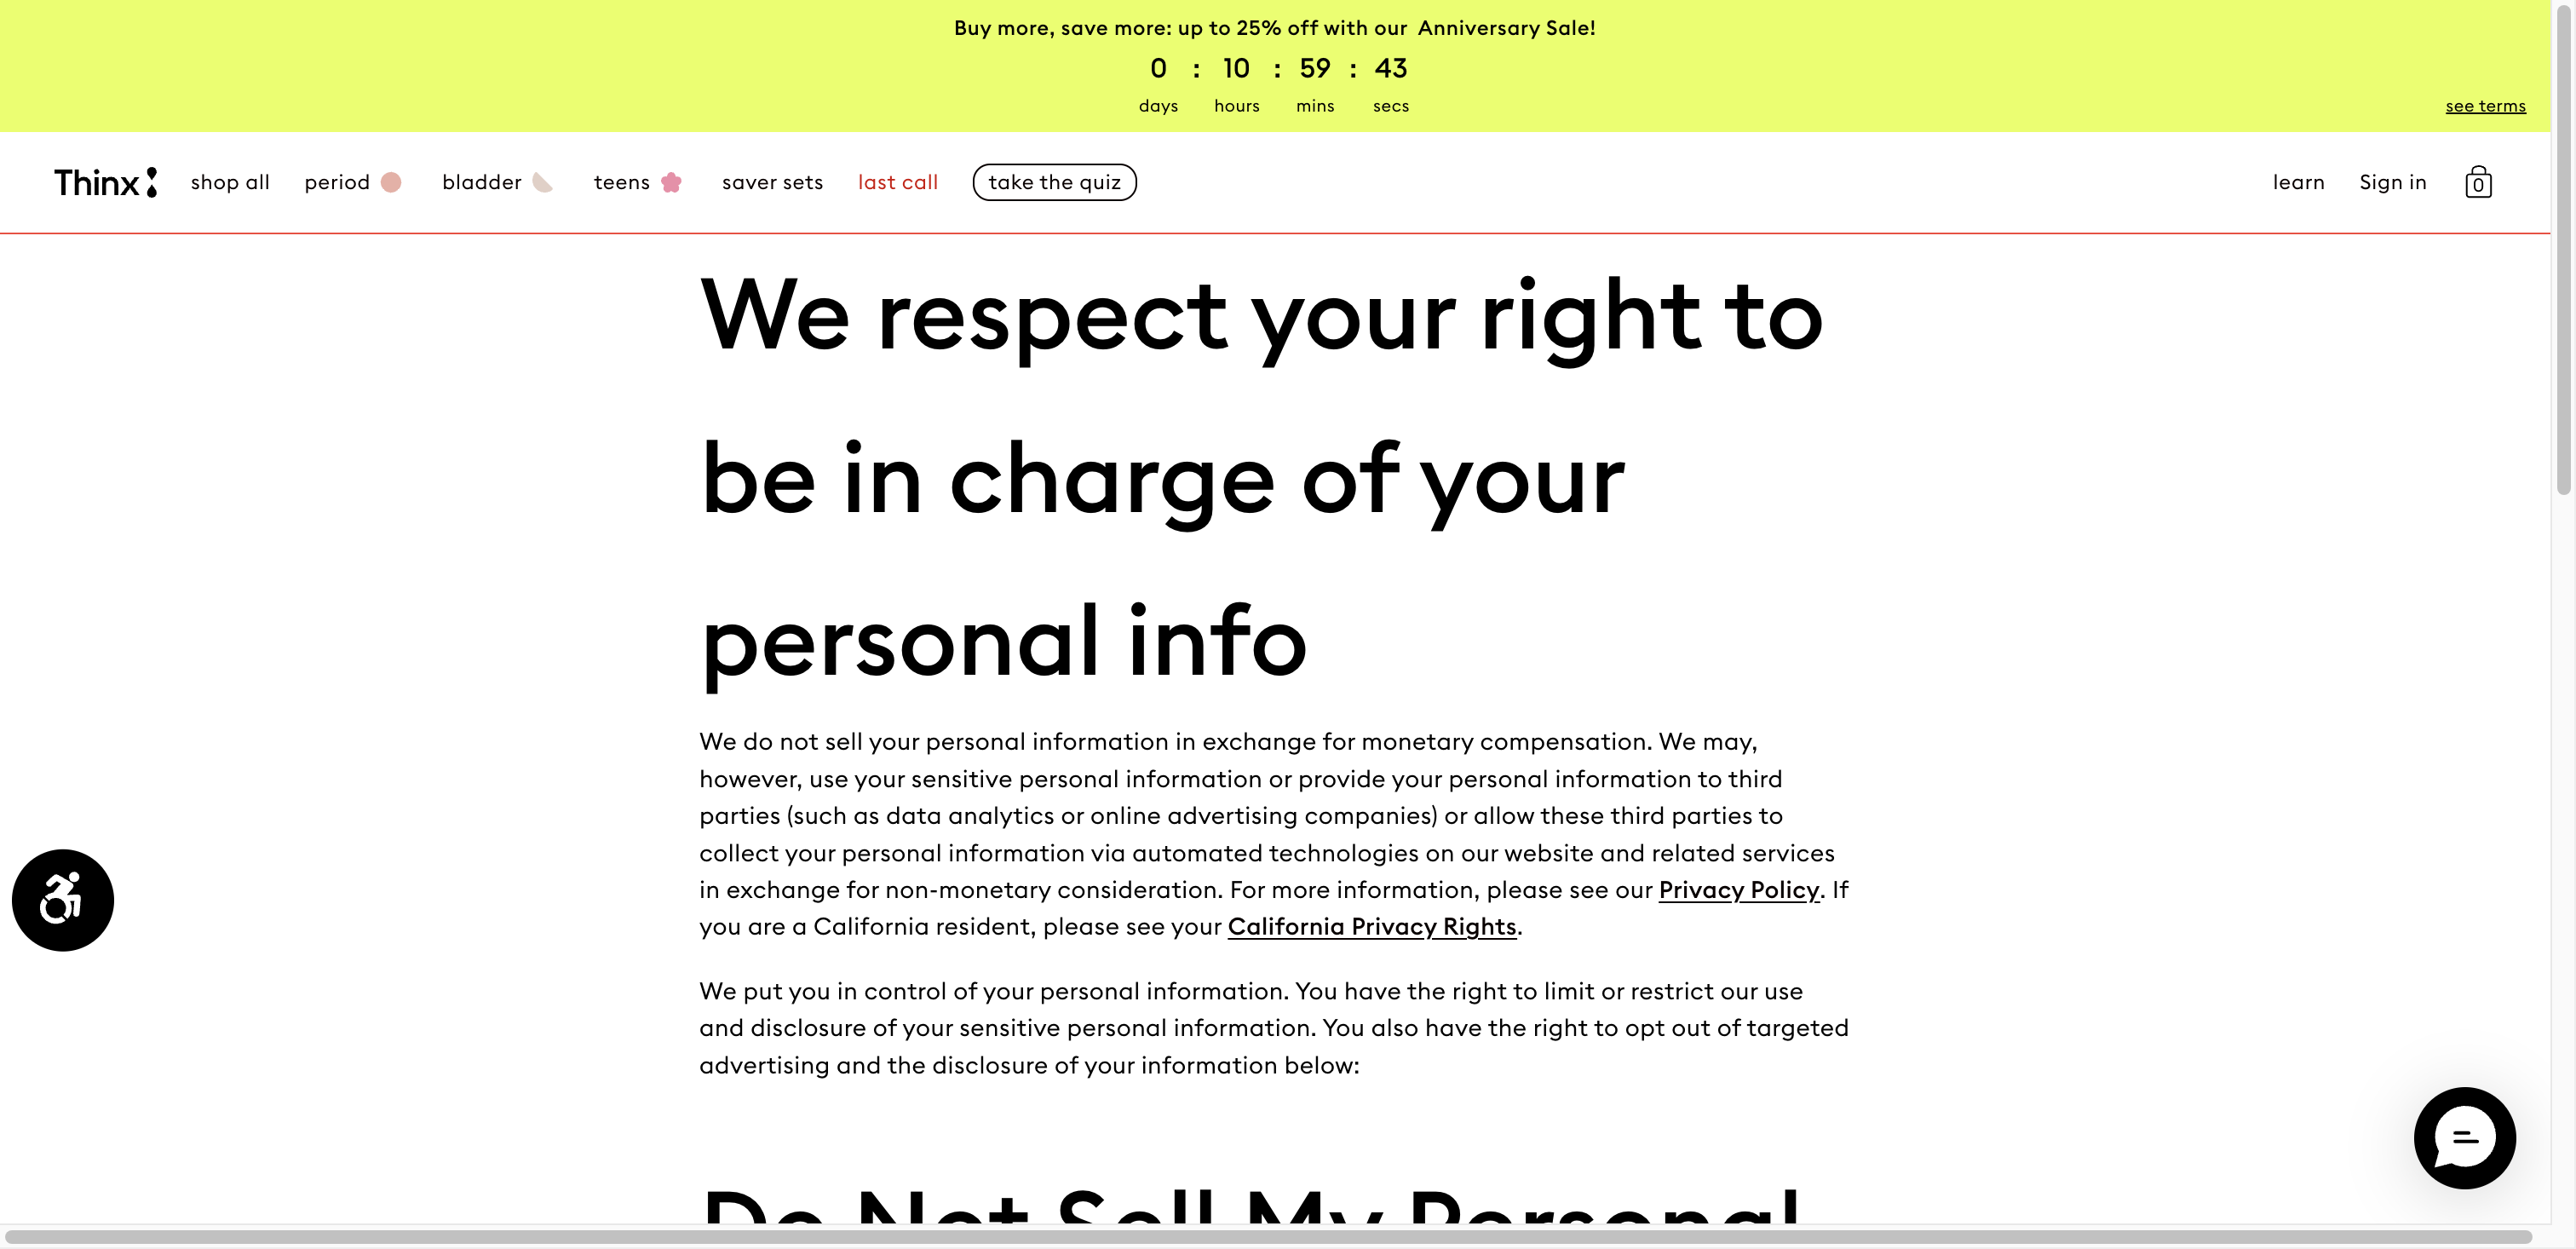 Buy more, save more: up to 25% off with our Anniversary Sale!
0 : 10 : 59 : 43
days hours mins secs
see terms
Thinx shop all period bladder teens saver sets last call take the quiz learn Sign in 0
We respect your right to
be in charge of your
personal info
We do not sell your personal information in exchange for monetary compensation. We may,
however, use your sensitive personal information or provide your personal information to third
parties (such as data analytics or online advertising companies) or allow these third parties to
collect your personal information via automated technologies on our website and related services
in exchange for non-monetary consideration. For more information, please see our Privacy Policy. If
you are a California resident, please see your California Privacy Rights.
We put you in control of your personal information. You have the right to limit or restrict our use
and disclosure of your sensitive personal information. You also have the right to opt out of targeted
advertising and the disclosure of your information below:
Do Not Sell My Personal